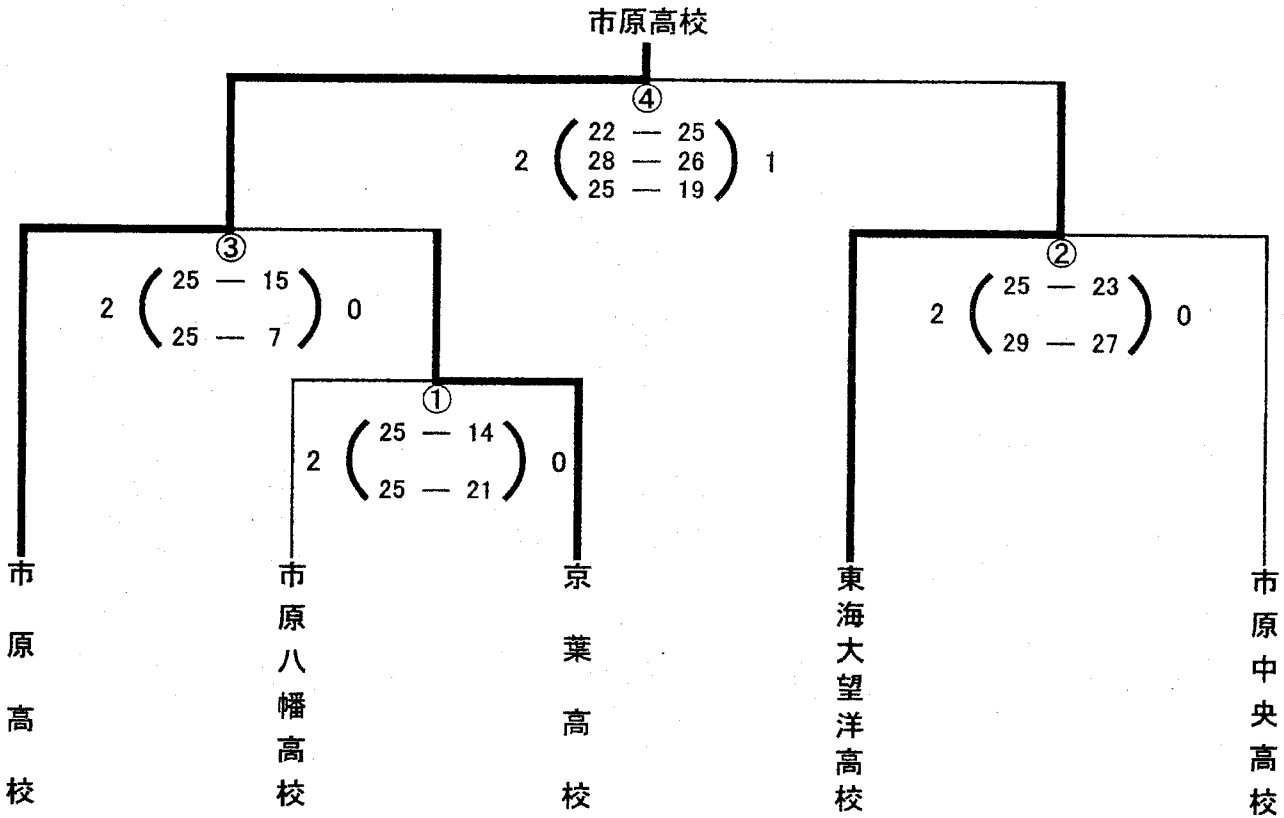 市原高校
④
22 — 25
2 ( 28 — 26 ) 1
25 — 19
③
25 — 15
2 ( ) 0
25 — 7
②
25 — 23
2 ( ) 0
29 — 27
①
25 — 14
2 ( ) 0
25 — 21
市原高校
市原八幡高校
京葉高校
東海大望洋高校
市原中央高校